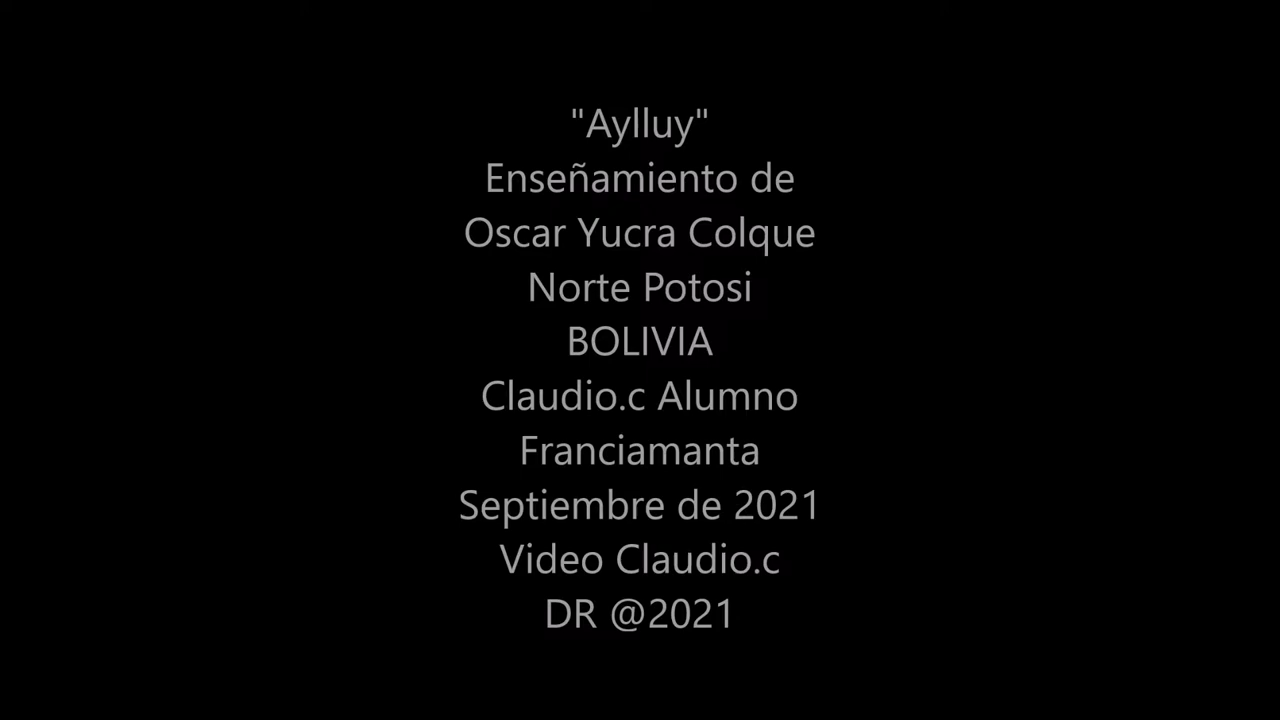 "Aylluy"
Enseñamiento de
Oscar Yucra Colque
Norte Potosi
BOLIVIA
Claudio.c Alumno
Franciamanta
Septiembre de 2021
Video Claudio.c
DR @2021